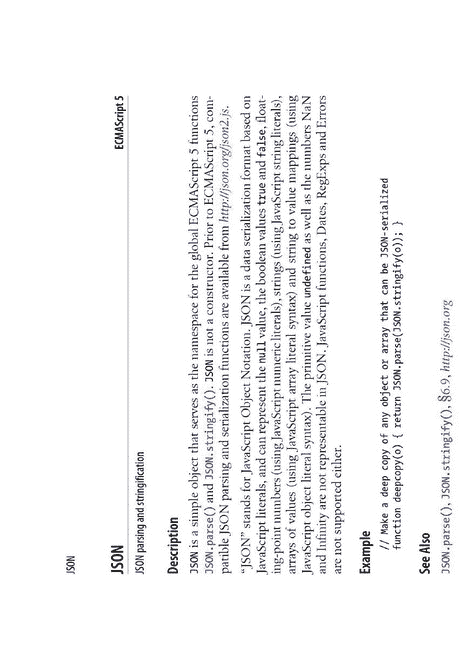 JSON
JSON ECMAScript 5
JSON parsing and stringification
Description
JSON is a simple object that serves as the namespace for the global ECMAScript 5 functions
JSON.parse() and JSON.stringify(). JSON is not a constructor. Prior to ECMAScript 5, com-
patible JSON parsing and serialization functions are available from http://json.org/json2.js.
“JSON” stands for JavaScript Object Notation. JSON is a data serialization format based on
JavaScript literals, and can represent the null value, the boolean values true and false, float-
ing-point numbers (using JavaScript numeric literals), strings (using JavaScript string literals),
arrays of values (using JavaScript array literal syntax) and string to value mappings (using
JavaScript object literal syntax). The primitive value undefined as well as the numbers NaN
and Infinity are not representable in JSON. JavaScript functions, Dates, RegExps and Errors
are not supported either.
Example
// Make a deep copy of any object or array that can be JSON-serialized
function deepcopy(o) { return JSON.parse(JSON.stringify(o)); }
See Also
JSON.parse(), JSON.stringify(), §6.9, http://json.org